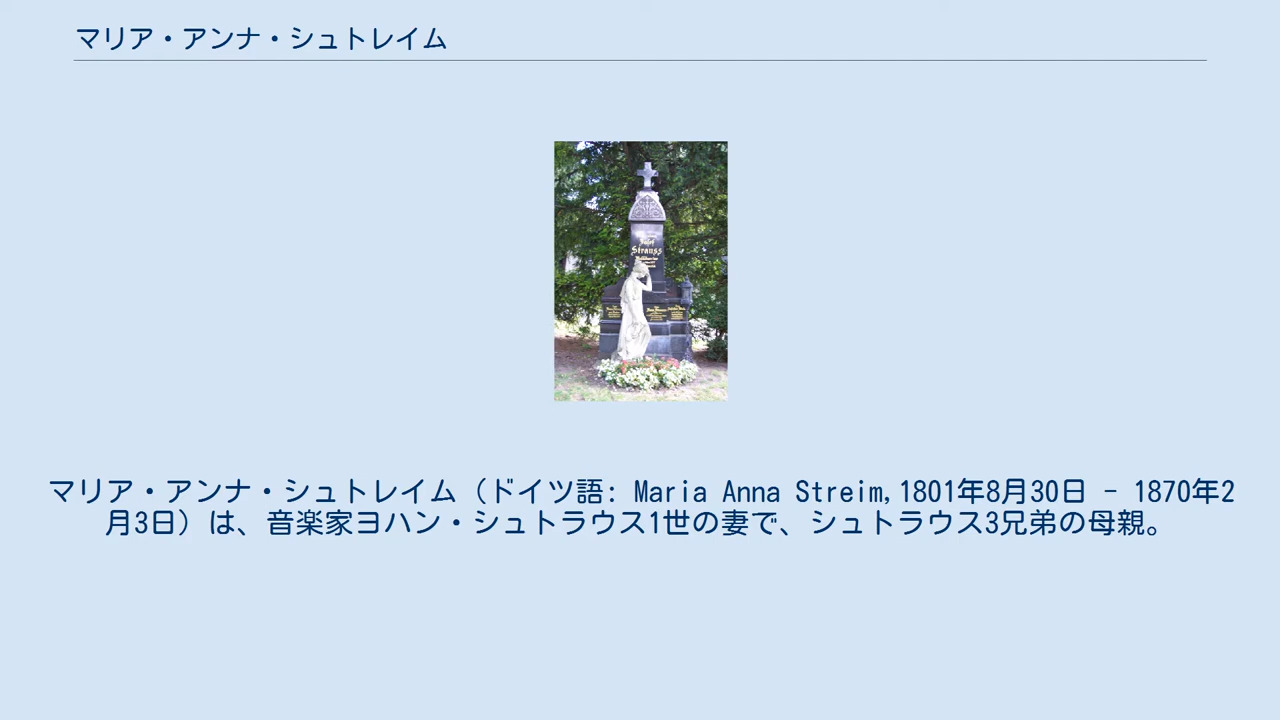 マリア・アンナ・シュトレイム
Josef
Strauss
マリア・アンナ・シュトレイム（ドイツ語: Maria Anna Streim,1801年8月30日 - 1870年2
月3日）は、音楽家ヨハン・シュトラウス1世の妻で、シュトラウス3兄弟の母親。